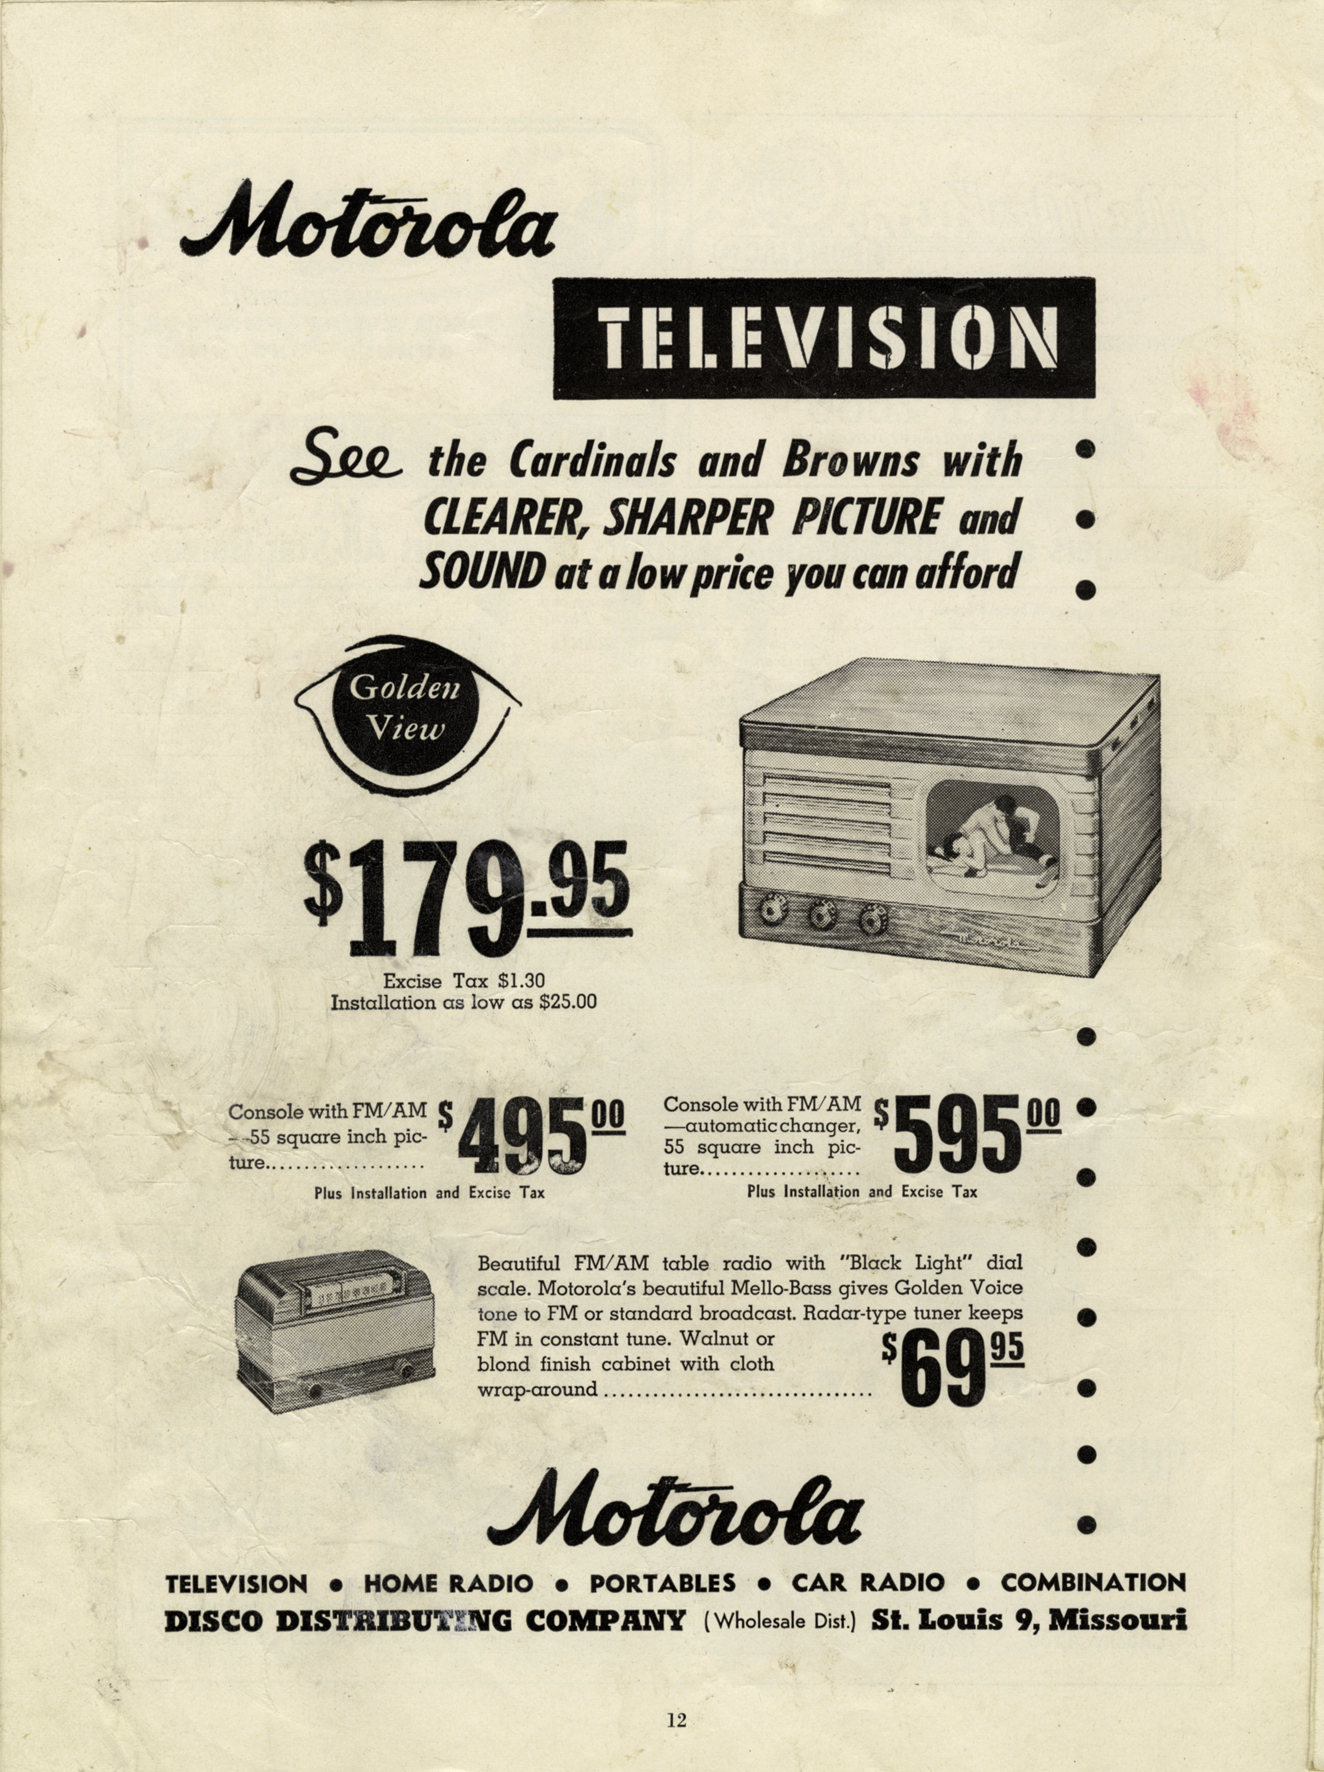 Motorola
TELEVISION
See the Cardinals and Browns with
CLEARER, SHARPER PICTURE and
SOUND at a low price you can afford
Golden
View
$179.95
Excise Tax $1.30
Installation as low as $25.00
Motorola
Console with FM/AM
—55 square inch pic-
ture....................
$495 00
Plus Installation and Excise Tax
Console with FM/AM
—automatic changer,
55 square inch pic-
ture....................
$595 00
Plus Installation and Excise Tax
Beautiful FM/AM table radio with "Black Light" dial
scale. Motorola's beautiful Mello-Bass gives Golden Voice
tone to FM or standard broadcast. Radar-type tuner keeps
FM in constant tune. Walnut or
blond finish cabinet with cloth
wrap-around.................................
$69 95
Motorola
TELEVISION • HOME RADIO • PORTABLES • CAR RADIO • COMBINATION
DISCO DISTRIBUTING COMPANY (Wholesale Dist.) St. Louis 9, Missouri
12